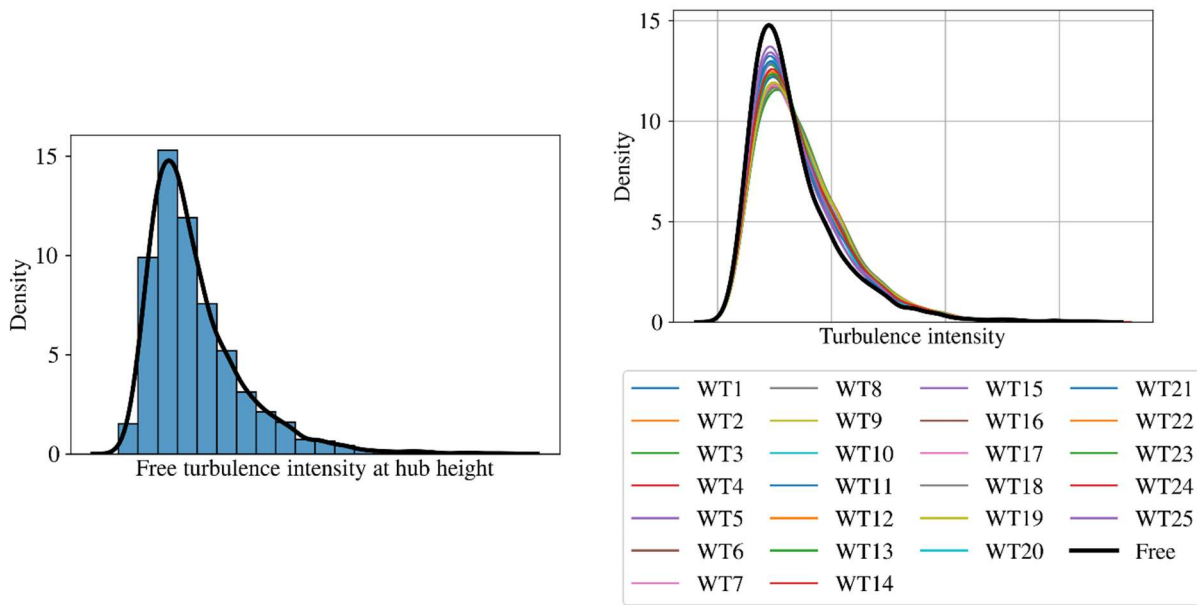 15
10
5
0
Density
Free turbulence intensity at hub height
15
10
5
0
Density
Turbulence intensity
WT1 WT8 WT15 WT21
WT2 WT9 WT16 WT22
WT3 WT10 WT17 WT23
WT4 WT11 WT18 WT24
WT5 WT12 WT19 WT25
WT6 WT13 WT20 Free
WT7 WT14